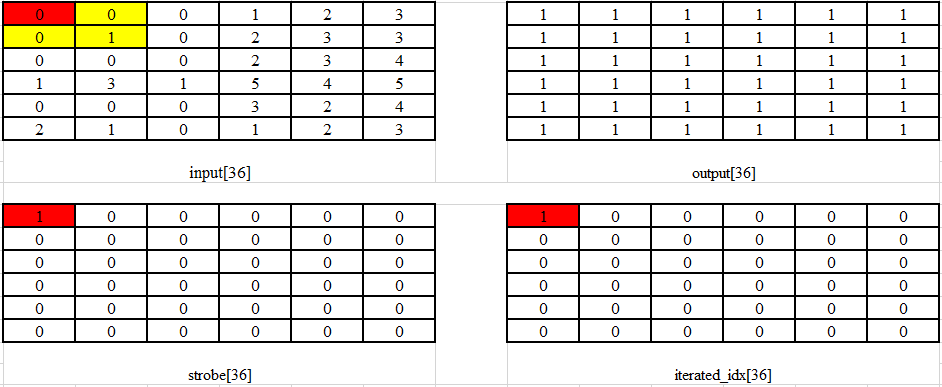 0 0 0 1 2 3
0 1 0 2 3 3
0 0 0 2 3 4
1 3 1 5 4 5
0 0 0 3 2 4
2 1 0 1 2 3
input[36]
1 1 1 1 1 1
1 1 1 1 1 1
1 1 1 1 1 1
1 1 1 1 1 1
1 1 1 1 1 1
1 1 1 1 1 1
output[36]
1 0 0 0 0 0
0 0 0 0 0 0
0 0 0 0 0 0
0 0 0 0 0 0
0 0 0 0 0 0
0 0 0 0 0 0
strobe[36]
1 0 0 0 0 0
0 0 0 0 0 0
0 0 0 0 0 0
0 0 0 0 0 0
0 0 0 0 0 0
0 0 0 0 0 0
iterated_idx[36]